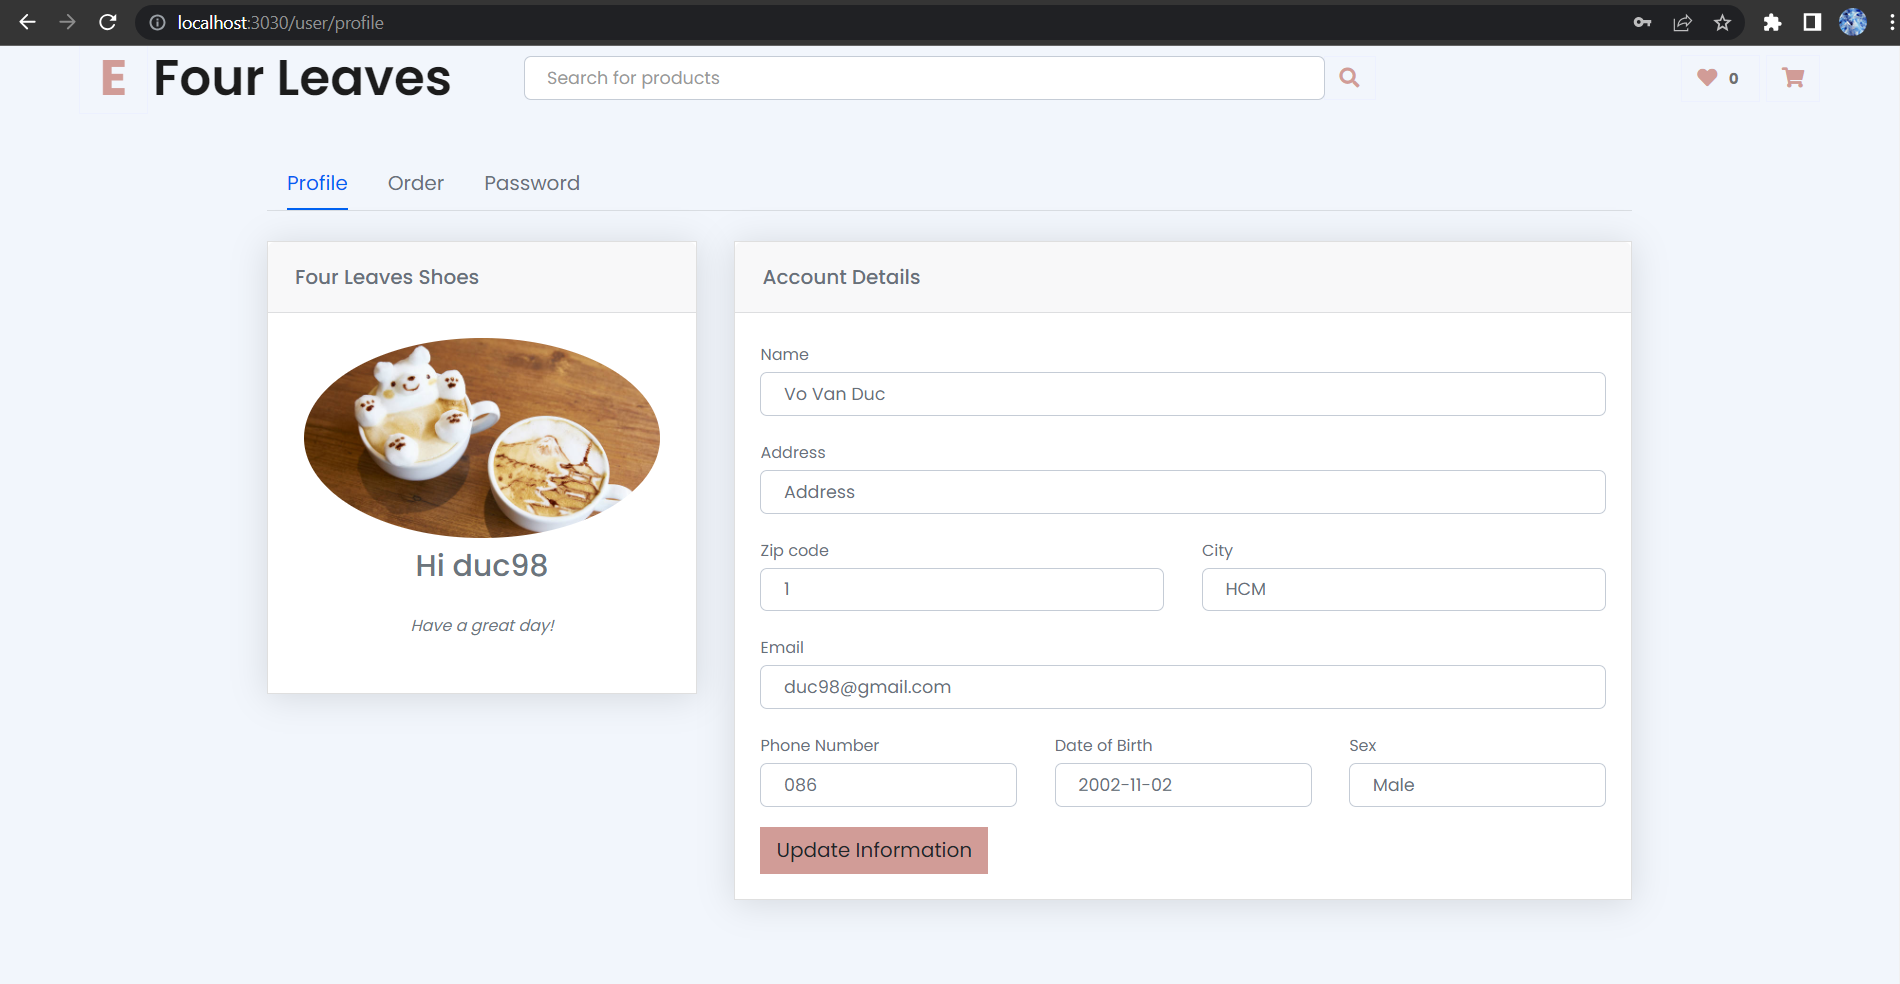 localhost:3030/user/profile
E Four Leaves
Search for products
0
Profile Order Password
Four Leaves Shoes
Hi duc98
Have a great day!
Account Details
Name
Vo Van Duc
Address
Address
Zip code City
1 HCM
Email
duc98@gmail.com
Phone Number Date of Birth Sex
086 2002-11-02 Male
Update Information